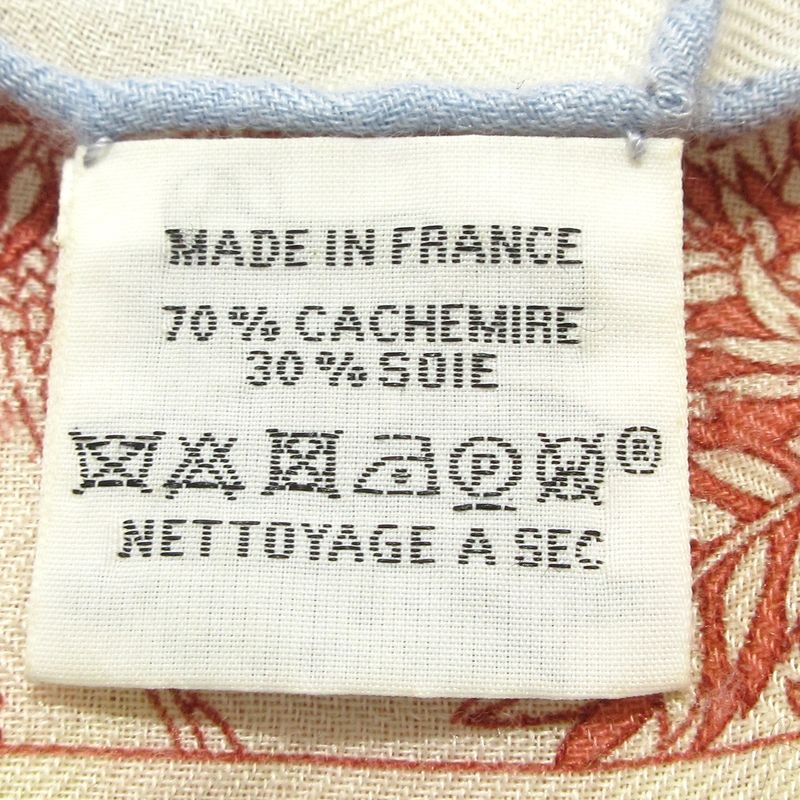 MADE IN FRANCE
70% CACHEMIRE
30% SOIE
P ®
NETTOYAGE A SEC